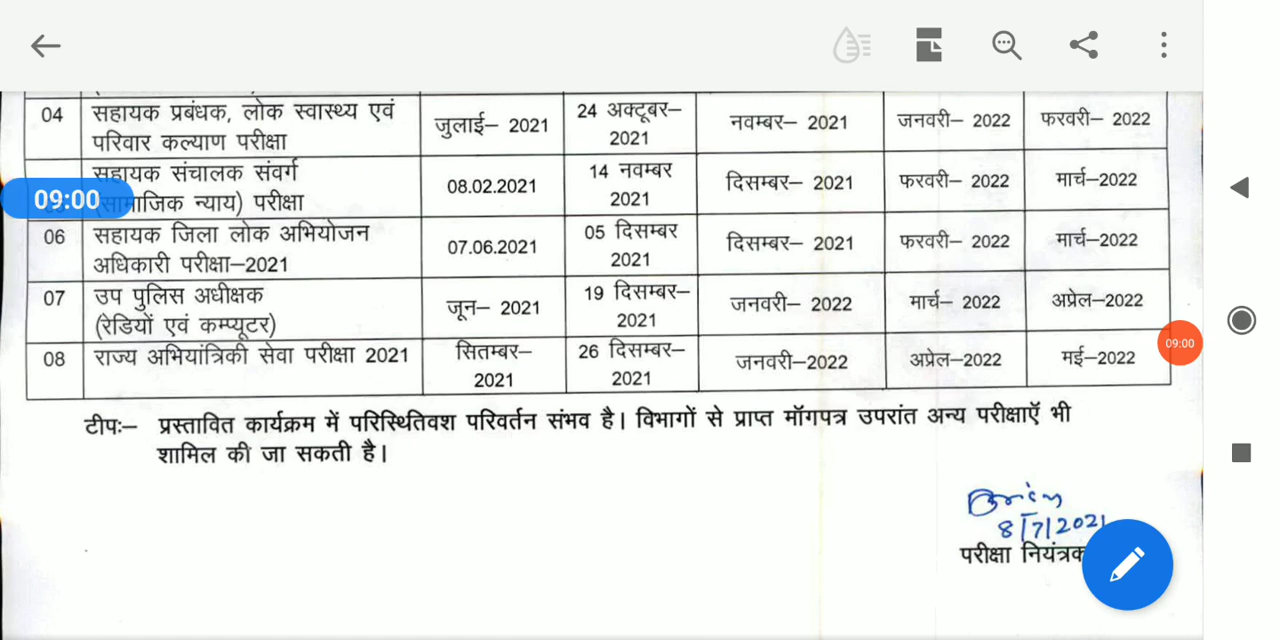 04 सहायक प्रबंधक, लोक स्वास्थ्य एवं जुलाई– 2021 24 अक्टूबर– नवम्बर– 2021 जनवरी– 2022 फरवरी– 2022
परिवार कल्याण परीक्षा 2021
सहायक संचालक संवर्ग 08.02.2021 14 नवम्बर दिसम्बर– 2021 फरवरी– 2022 मार्च–2022
09:00 (सामाजिक न्याय) परीक्षा 2021
06 सहायक जिला लोक अभियोजन 07.06.2021 05 दिसम्बर दिसम्बर– 2021 फरवरी– 2022 मार्च–2022
अधिकारी परीक्षा–2021 2021
07 उप पुलिस अधीक्षक जून– 2021 19 दिसम्बर– जनवरी– 2022 मार्च– 2022 अप्रेल–2022
(रेडियों एवं कम्प्यूटर) 2021
08 राज्य अभियांत्रिकी सेवा परीक्षा 2021 सितम्बर– 26 दिसम्बर– जनवरी–2022 अप्रेल–2022 मई–2022
2021 2021
09:00
टीपः– प्रस्तावित कार्यक्रम में परिस्थितिवश परिवर्तन संभव है। विभागों से प्राप्त मॉगपत्र उपरांत अन्य परीक्षाऍ भी
शामिल की जा सकती है।
8/7/2021
परीक्षा नियंत्रक